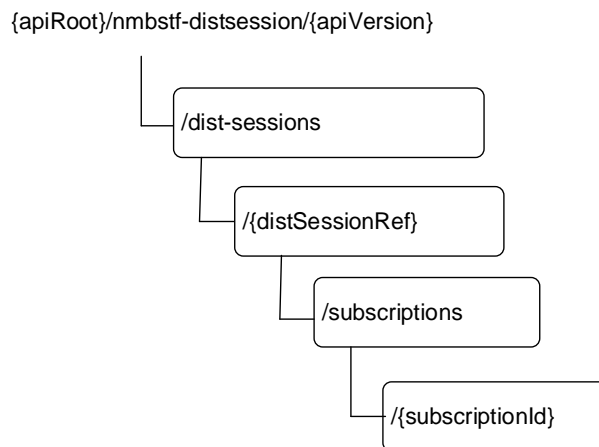 {apiRoot}/nmbstf-distsession/{apiVersion}
/dist-sessions
/{distSessionRef}
/subscriptions
/{subscriptionId}